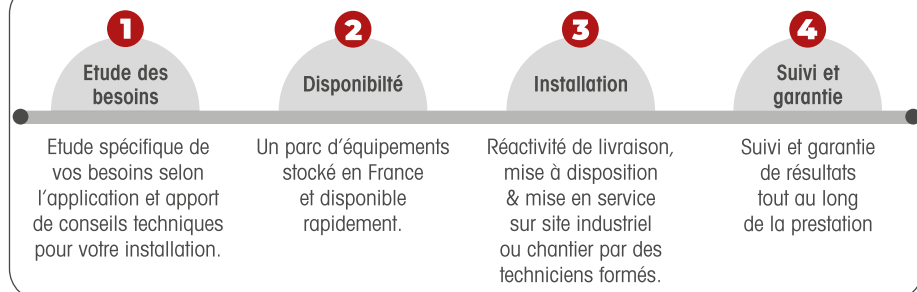 1
Etude des
besoins
Etude spécifique de
vos besoins selon
l'application et apport
de conseils techniques
pour votre installation.
2
Disponibilté
Un parc d'équipements
stocké en France
et disponible
rapidement.
3
Installation
Réactivité de livraison,
mise à disposition
& mise en service
sur site industriel
ou chantier par des
techniciens formés.
4
Suivi et
garantie
Suivi et garantie
de résultats
tout au long
de la prestation